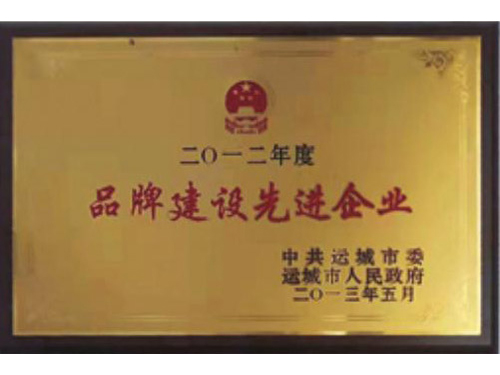 二〇一二年度
品牌建设先进企业
中共运城市委
运城市人民政府
二〇一三年五月